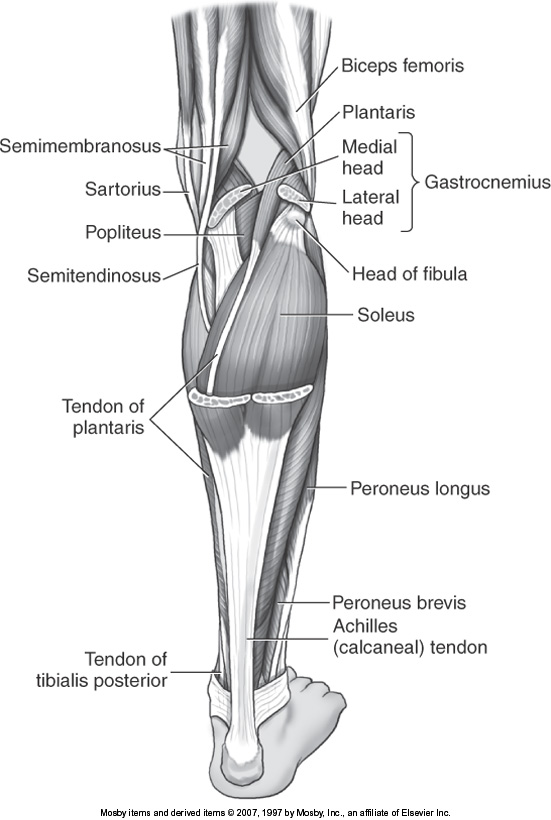 Biceps femoris
Plantaris
Semimembranosus
Medial
head
Gastrocnemius
Sartorius
Lateral
head
Popliteus
Semitendinosus
Head of fibula
Soleus
Tendon of
plantaris
Peroneus longus
Peroneus brevis
Achilles
(calcaneal) tendon
Tendon of
tibialis posterior
Mosby items and derived items © 2007, 1997 by Mosby, Inc., an affiliate of Elsevier Inc.